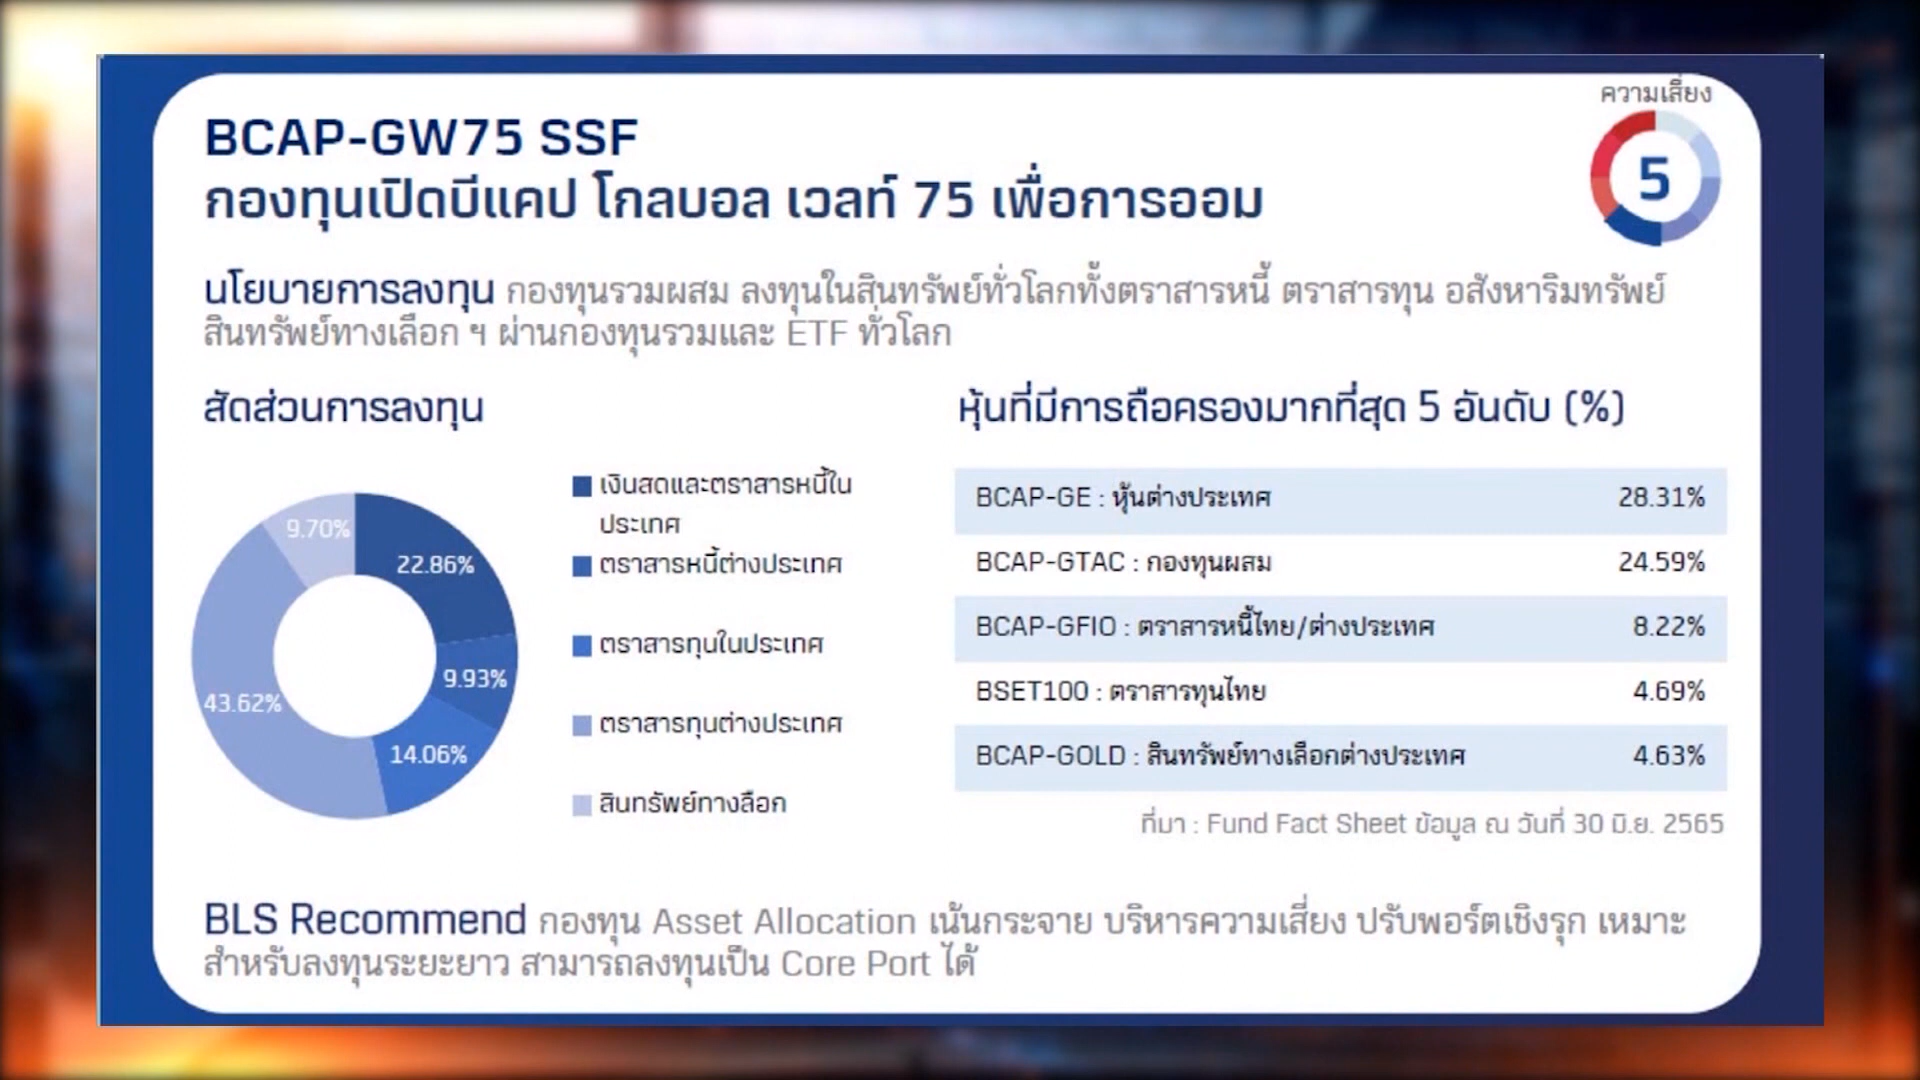 ความเสี่ยง
5
BCAP-GW75 SSF
กองทุนเปิดบีแคป โกลบอล เวลท์ 75 เพื่อการออม
นโยบายการลงทุน กองทุนรวมผสม ลงทุนในสินทรัพย์ทั่วโลกทั้งตราสารหนี้ ตราสารทุน อสังหาริมทรัพย์
สินทรัพย์ทางเลือก ฯ ผ่านกองทุนรวมและ ETF ทั่วโลก
สัดส่วนการลงทุน
9.70%
22.86%
9.93%
43.62%
14.06%
เงินสดและตราสารหนี้ใน
ประเทศ
ตราสารหนี้ต่างประเทศ
ตราสารทุนในประเทศ
ตราสารทุนต่างประเทศ
สินทรัพย์ทางลือก
หุ้นที่มีการถือครองมากที่สุด 5 อันดับ (%)
BCAP-GE : หุ้นต่างประเทศ 28.31%
BCAP-GTAC : กองทุนผสม 24.59%
BCAP-GFIO : ตราสารหนี้ไทย/ต่างประเทศ 8.22%
BSET100 : ตราสารทุนไทย 4.69%
BCAP-GOLD : สินทรัพย์ทางเลือกต่างประเทศ 4.63%
ที่มา : Fund Fact Sheet ข้อมูล ณ วันที่ 30 มิ.ย. 2565
BLS Recommend กองทุน Asset Allocation เน้นกระจาย บริหารความเสี่ยง ปรับพอร์ตเชิงรุก เหมาะ
สำหรับลงทุนระยะยาว สามารถลงทุนเป็น Core Port ได้